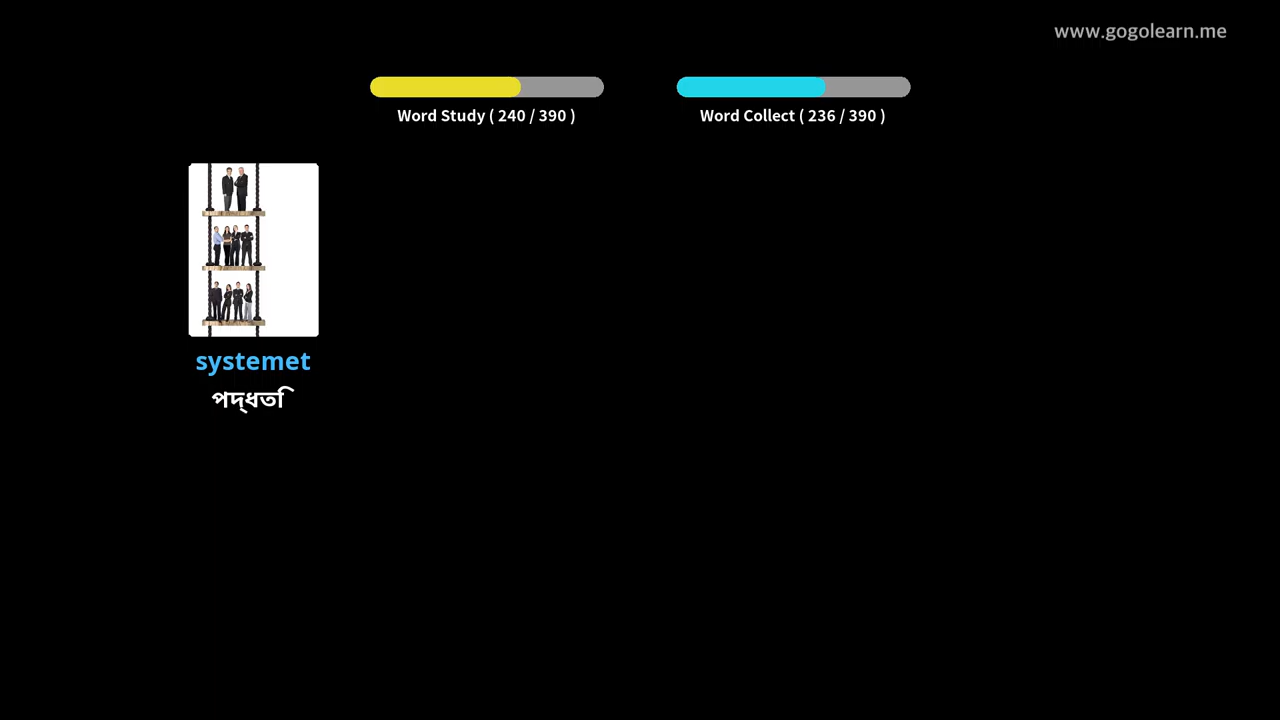 www.gogolearn.me
Word Study ( 240 / 390 )
Word Collect ( 236 / 390 )
systemet
পদ্ধতি